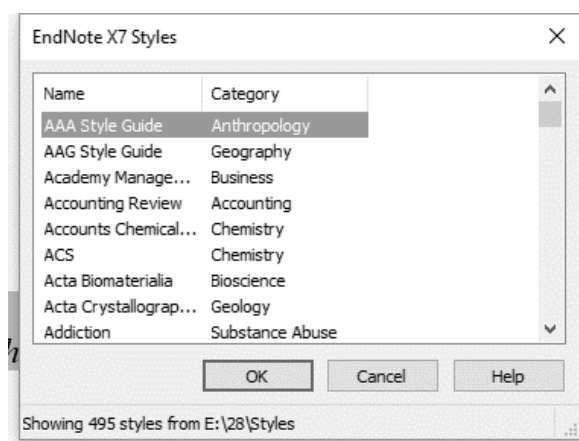 EndNote X7 Styles
Name Category
AAA Style Guide Anthropology
AAG Style Guide Geography
Academy Manage... Business
Accounting Review Accounting
Accounts Chemical... Chemistry
ACS Chemistry
Acta Biomaterialia Bioscience
Acta Crystallograp... Geology
Addiction Substance Abuse
h
OK Cancel Help
Showing 495 styles from E:\28\Styles